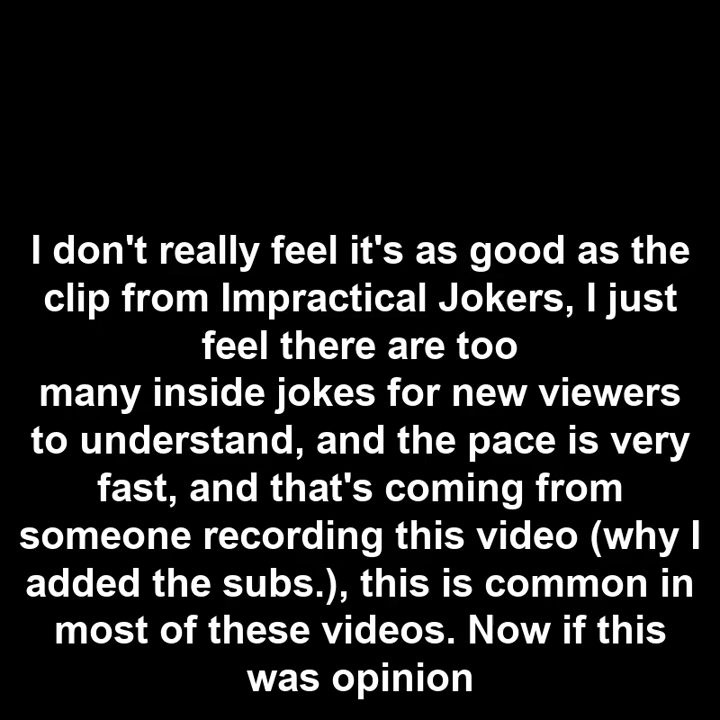 I don't really feel it's as good as the
clip from Impractical Jokers, I just
feel there are too
many inside jokes for new viewers
to understand, and the pace is very
fast, and that's coming from
someone recording this video (why I
added the subs.), this is common in
most of these videos. Now if this
was opinion